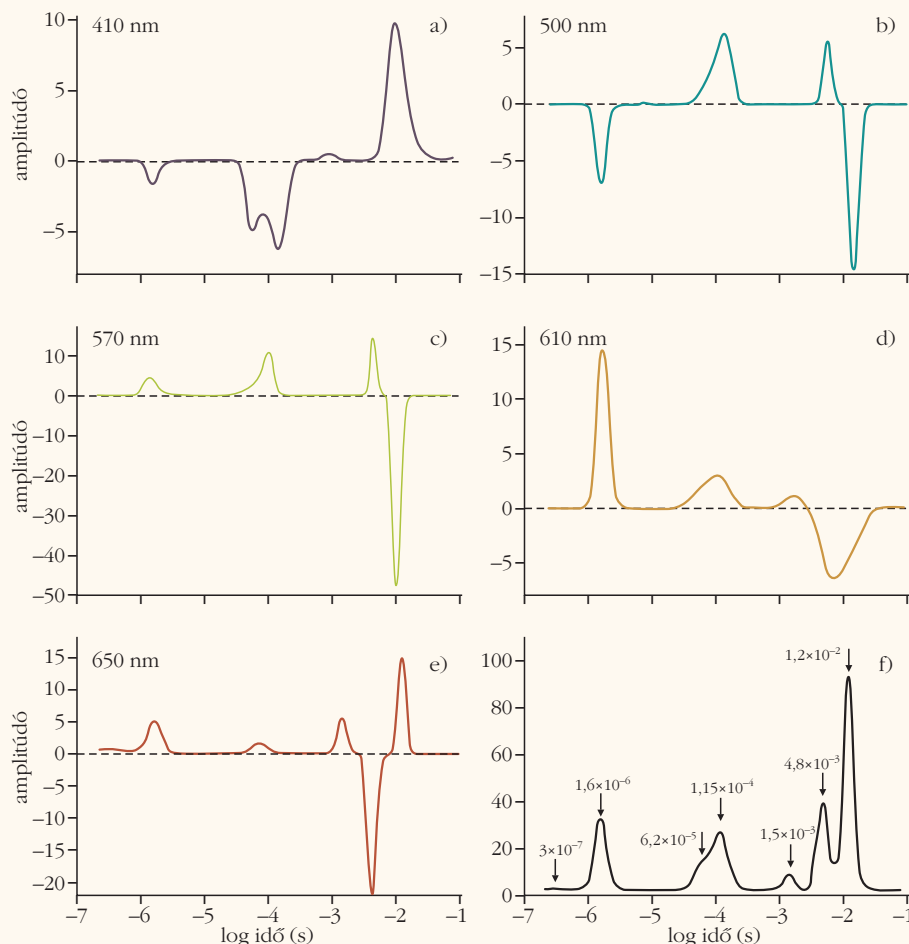 410 nm
a)
10
5
0
–5
amplitúdó
500 nm
b)
5
0
–5
–10
–15
570 nm
c)
10
0
–10
–20
–30
–40
–50
amplitúdó
610 nm
d)
15
10
5
0
–5
650 nm
e)
15
10
5
0
–5
–10
–15
–20
amplitúdó
–7 –6 –5 –4 –3 –2 –1
log idő (s)
f)
100
80
60
40
20
0
3×10⁻⁷
1,6×10⁻⁶
6,2×10⁻⁵
1,15×10⁻⁴
1,5×10⁻³
4,8×10⁻³
1,2×10⁻²
–7 –6 –5 –4 –3 –2 –1
log idő (s)